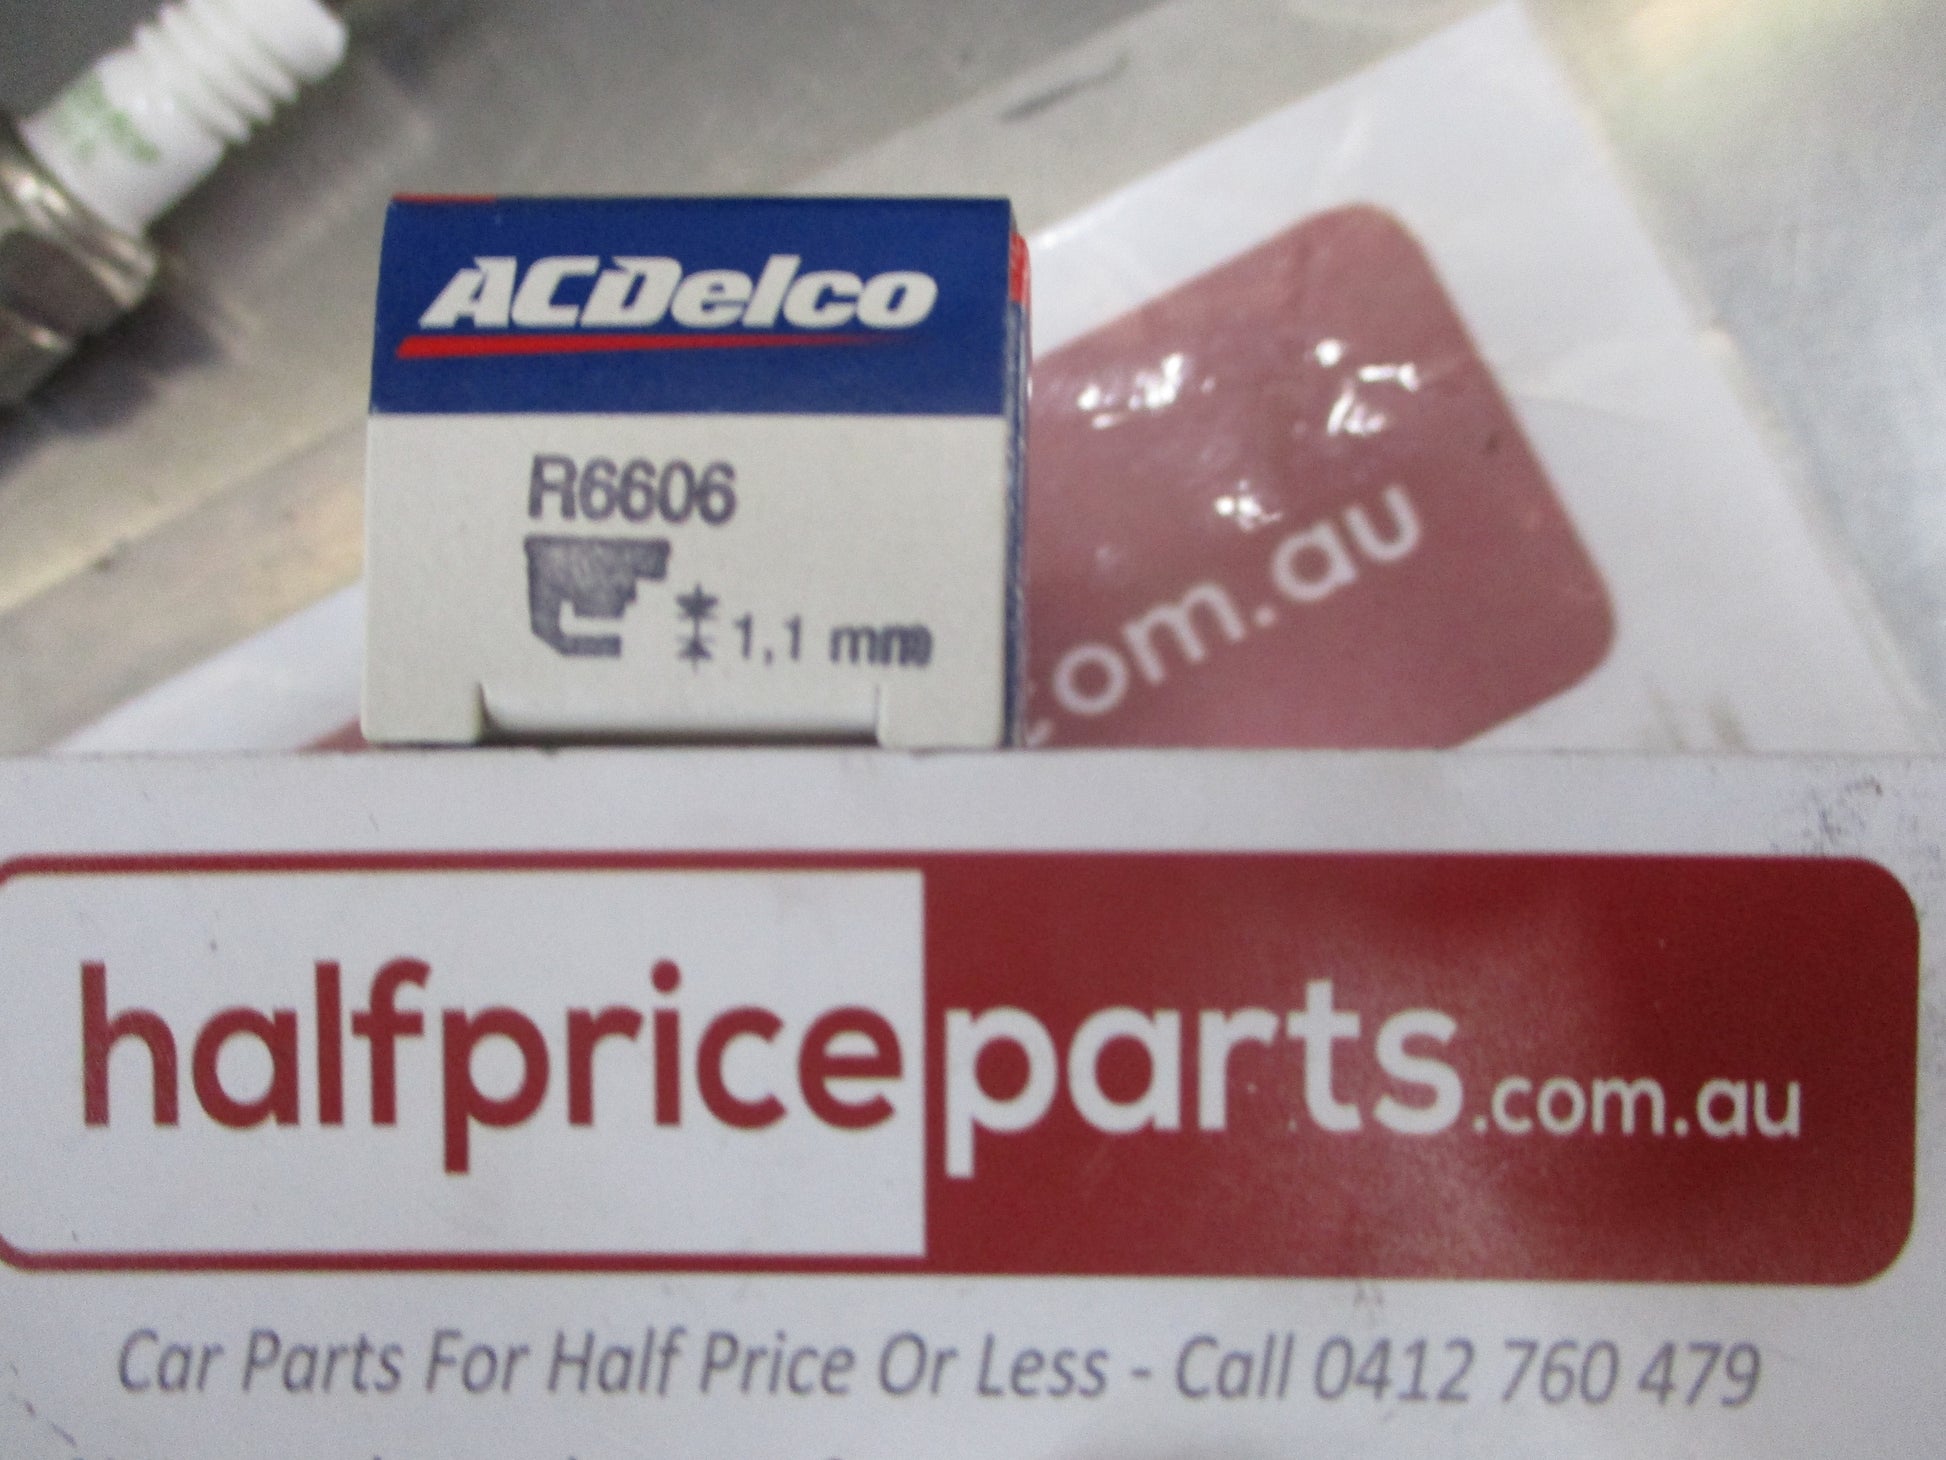 ACDelco
R6606
1,1 mm
com.au
halfpriceparts.com.au
Car Parts For Half Price Or Less - Call 0412 760 479